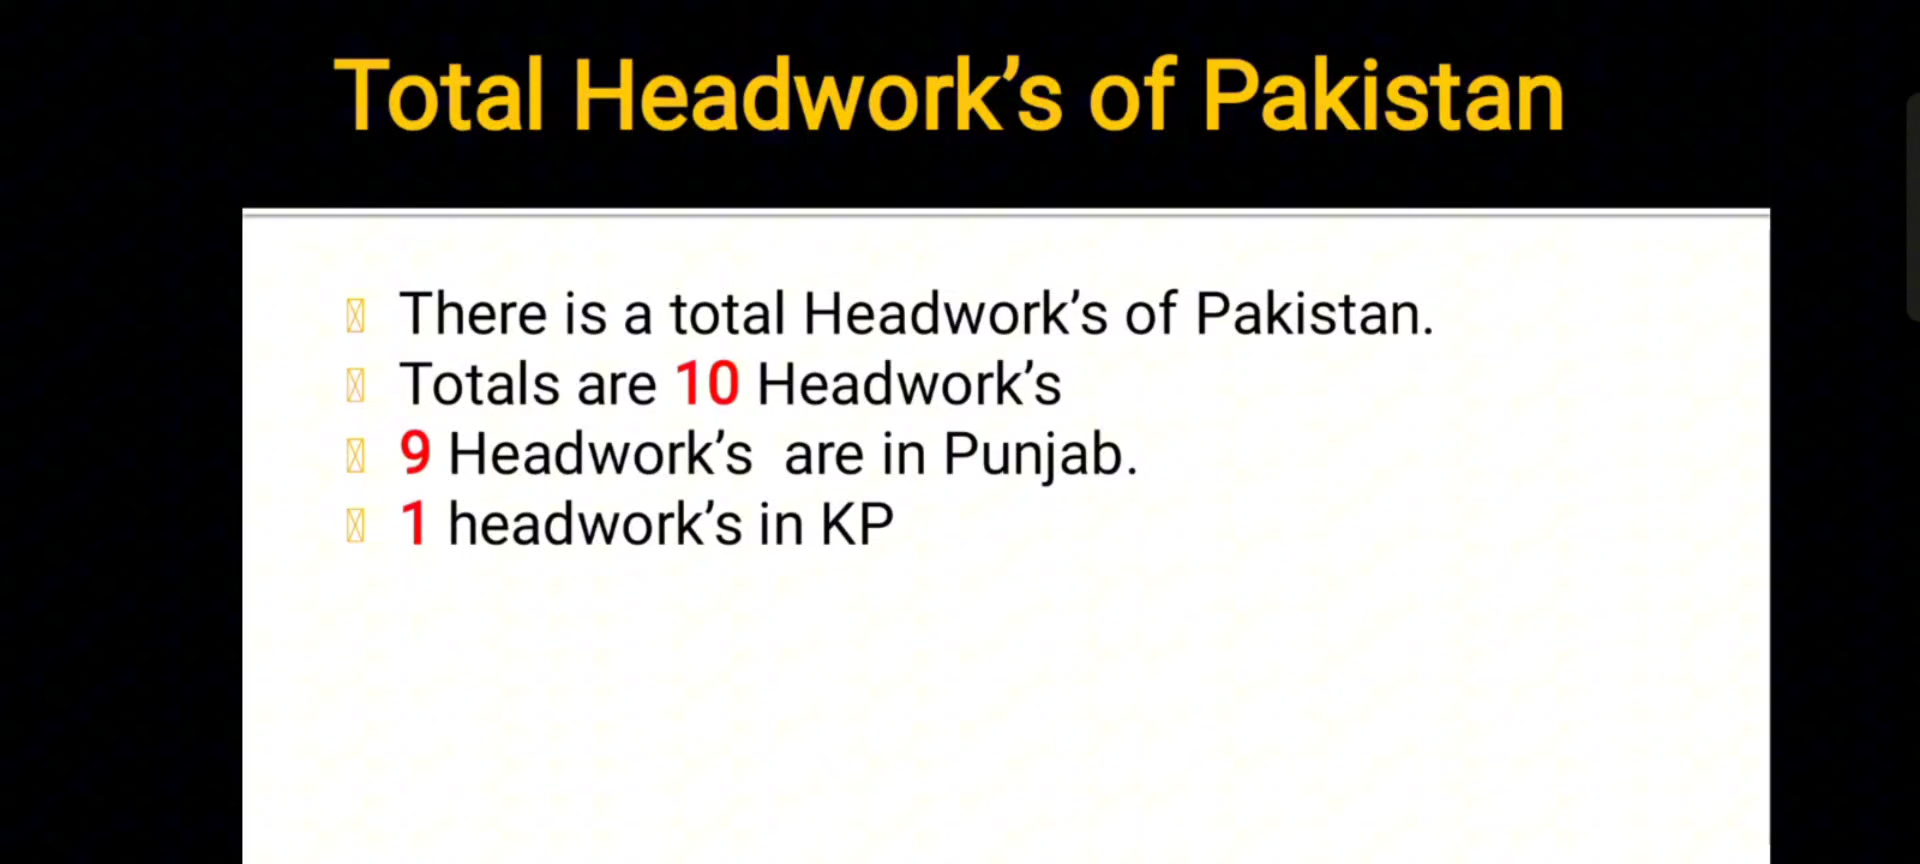 Total Headwork’s of Pakistan
There is a total Headwork’s of Pakistan.
Totals are 10 Headwork’s
9 Headwork’s  are in Punjab.
1 headwork’s in KP